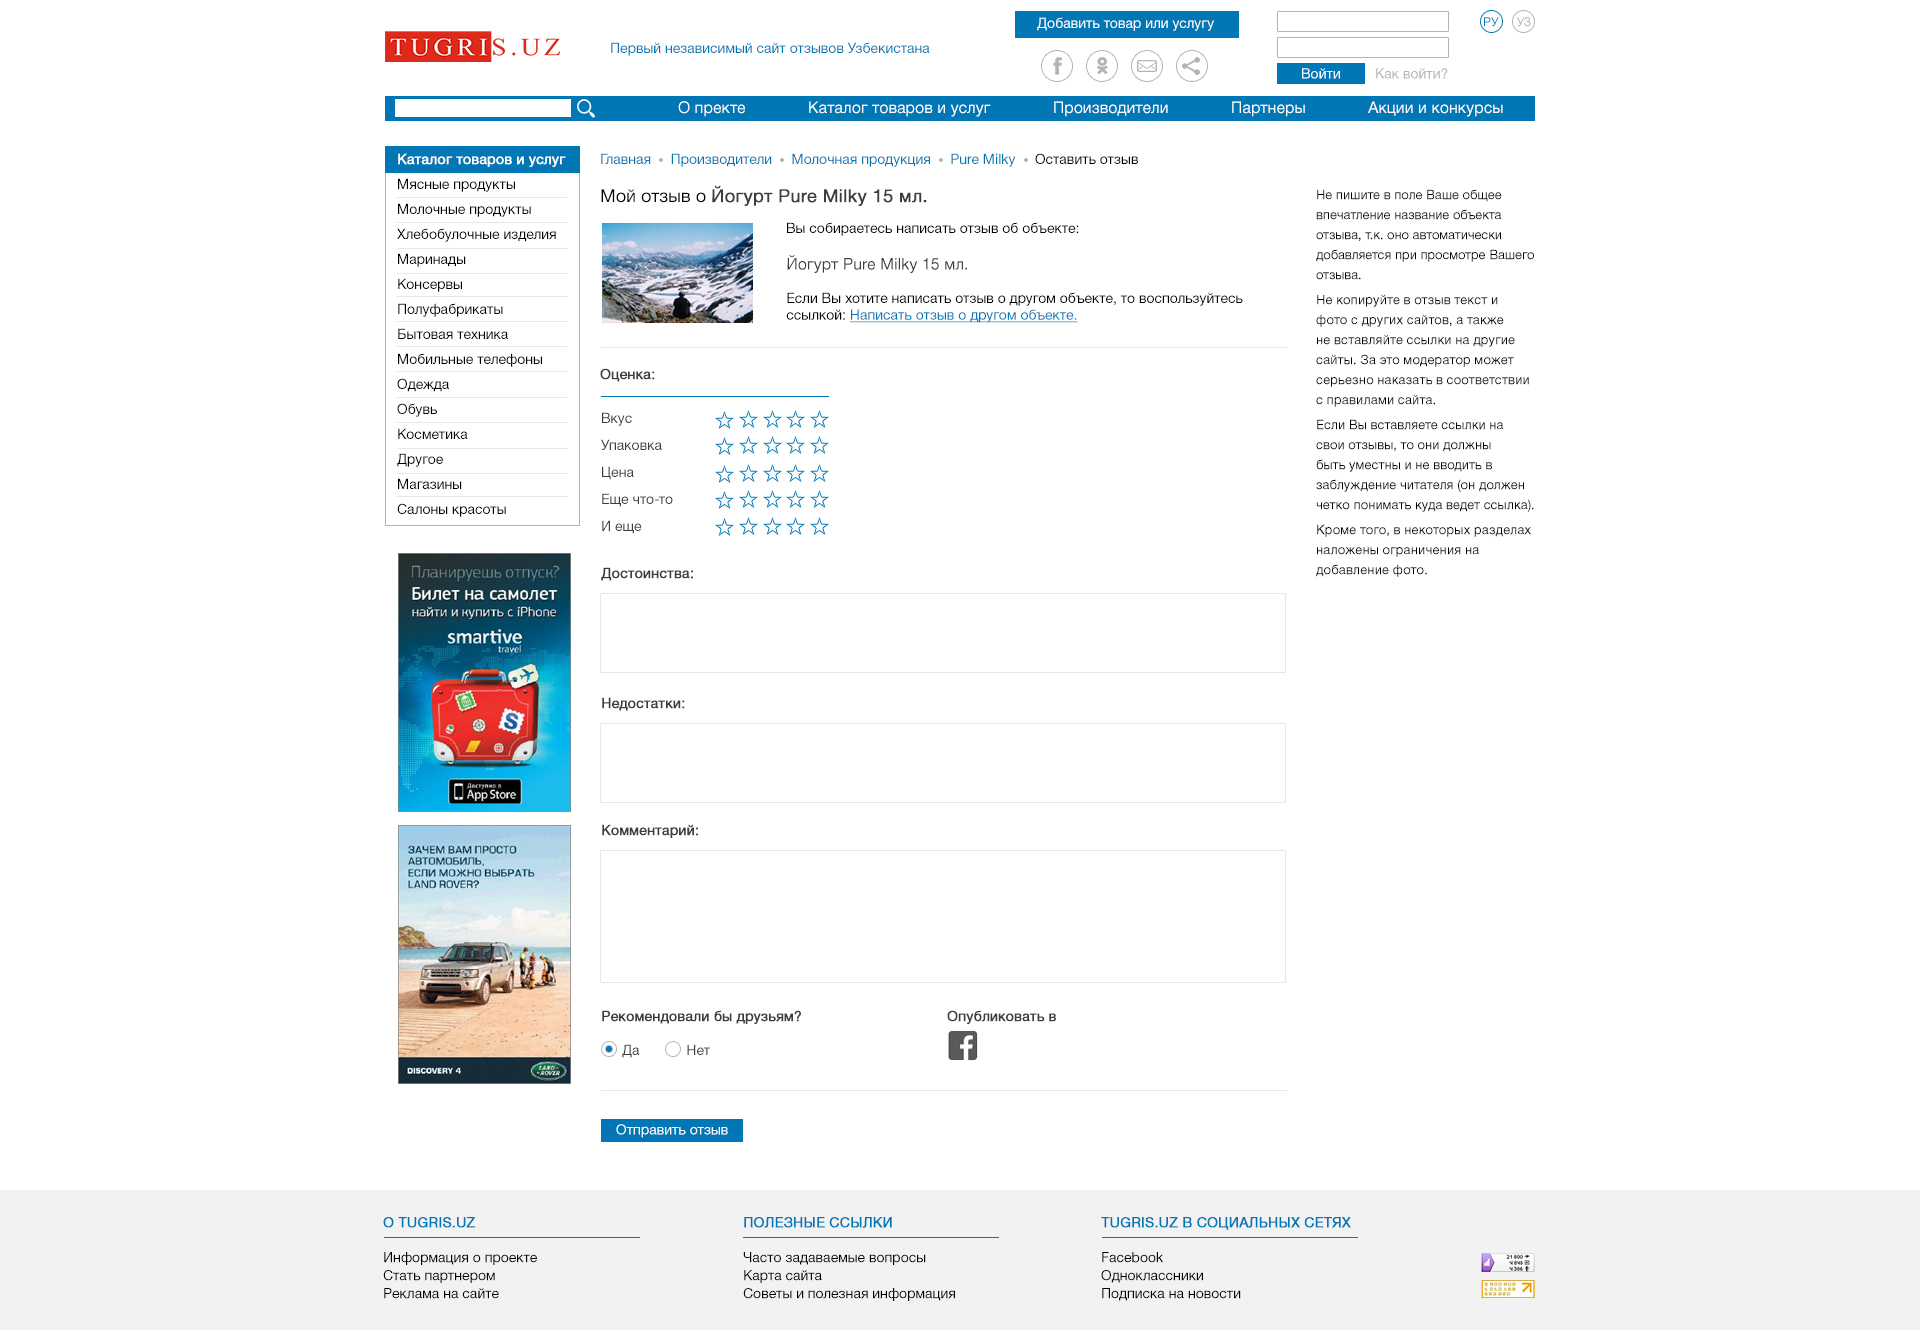 TUGRIS.UZ
Первый независимый сайт отзывов Узбекистана
Добавить товар или услугу
Войти
Как войти?
РУ
УЗ
О пректе
Каталог товаров и услуг
Производители
Партнеры
Акции и конкурсы
Каталог товаров и услуг
Мясные продукты
Молочные продукты
Хлебобулочные изделия
Маринады
Консервы
Полуфабрикаты
Бытовая техника
Мобильные телефоны
Одежда
Обувь
Косметика
Другое
Магазины
Салоны красоты
Планируешь отпуск?
Билет на самолет
найти и купить с iPhone
smartive
travel
S
Доступно в
App Store
ЗАЧЕМ ВАМ ПРОСТО
АВТОМОБИЛЬ,
ЕСЛИ МОЖНО ВЫБРАТЬ
LAND ROVER?
DISCOVERY 4
LAND-
ROVER
Главная • Производители • Молочная продукция • Pure Milky • Оставить отзыв
Мой отзыв о Йогурт Pure Milky 15 мл.
Вы собираетесь написать отзыв об объекте:
Йогурт Pure Milky 15 мл.
Если Вы хотите написать отзыв о другом объекте, то воспользуйтесь
ссылкой: Написать отзыв о другом объекте.
Оценка:
Вкус
Упаковка
Цена
Еще что-то
И еще
Достоинства:
Недостатки:
Комментарий:
Рекомендовали бы друзьям?
Да
Нет
Опубликовать в
Отправить отзыв
Не пишите в поле Ваше общее
впечатление название объекта
отзыва, т.к. оно автоматически
добавляется при просмотре Вашего
отзыва.
Не копируйте в отзыв текст и
фото с других сайтов, а также
не вставляйте ссылки на другие
сайты. За это модератор может
серьезно наказать в соответствии
с правилами сайта.
Если Вы вставляете ссылки на
свои отзывы, то они должны
быть уместны и не вводить в
заблуждение читателя (он должен
четко понимать куда ведет ссылка).
Кроме того, в некоторых разделах
наложены ограничения на
добавление фото.
О TUGRIS.UZ
Информация о проекте
Стать партнером
Реклама на сайте
ПОЛЕЗНЫЕ ССЫЛКИ
Часто задаваемые вопросы
Карта сайта
Советы и полезная информация
TUGRIS.UZ В СОЦИАЛЬНЫХ СЕТЯХ
Facebook
Одноклассники
Подписка на новости